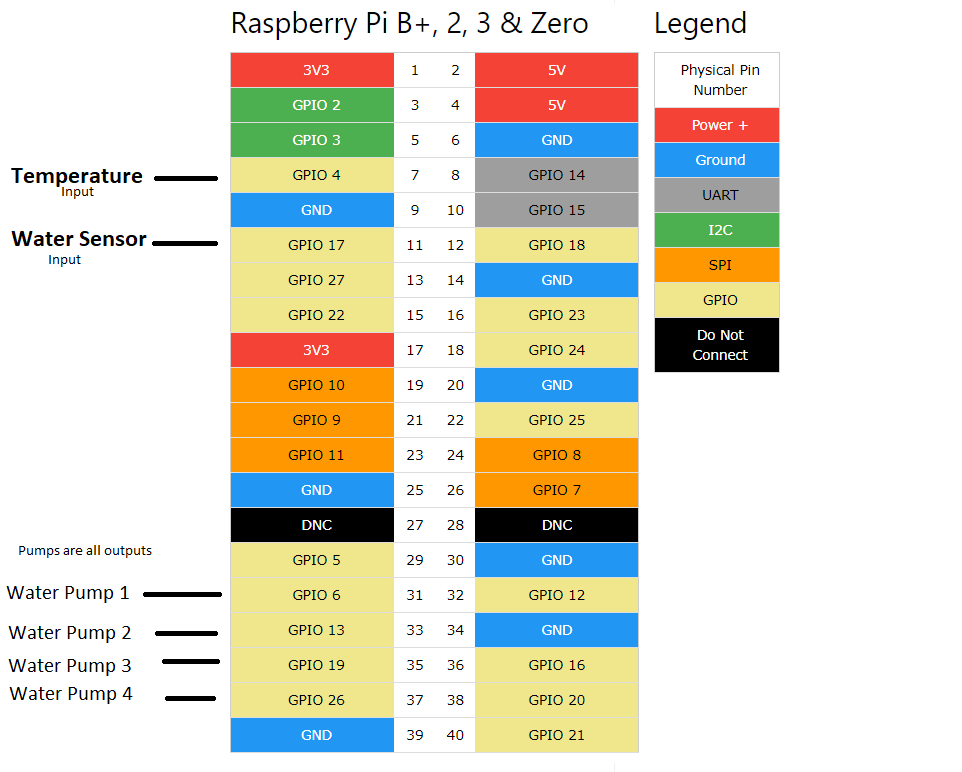 Raspberry Pi B+, 2, 3 & Zero
Legend
3V3 1 2 5V
GPIO 2 3 4 5V
GPIO 3 5 6 GND
Temperature
Input
GPIO 4 7 8 GPIO 14
GND 9 10 GPIO 15
Water Sensor
Input
GPIO 17 11 12 GPIO 18
GPIO 27 13 14 GND
GPIO 22 15 16 GPIO 23
3V3 17 18 GPIO 24
GPIO 10 19 20 GND
GPIO 9 21 22 GPIO 25
GPIO 11 23 24 GPIO 8
GND 25 26 GPIO 7
DNC 27 28 DNC
Pumps are all outputs
GPIO 5 29 30 GND
Water Pump 1
GPIO 6 31 32 GPIO 12
Water Pump 2
GPIO 13 33 34 GND
Water Pump 3
GPIO 19 35 36 GPIO 16
Water Pump 4
GPIO 26 37 38 GPIO 20
GND 39 40 GPIO 21
Physical Pin
Number
Power +
Ground
UART
I2C
SPI
GPIO
Do Not
Connect